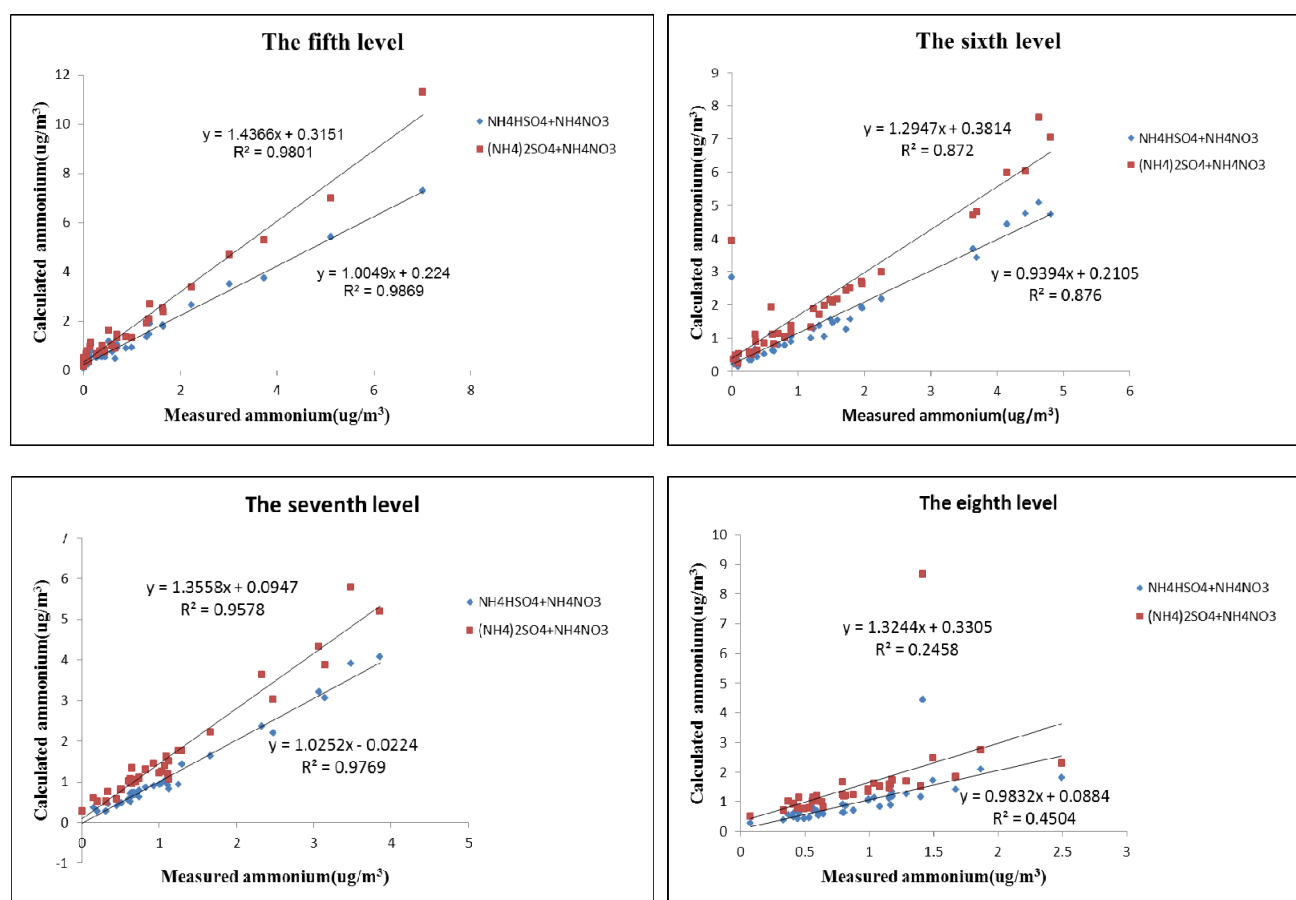 The fifth level
12
10
8
6
4
2
0
0
2
4
6
8
Calculated ammonium(ug/m³)
Measured ammonium(ug/m³)
y = 1.4366x + 0.3151
R² = 0.9801
y = 1.0049x + 0.224
R² = 0.9869
NH4HSO4+NH4NO3
(NH4)2SO4+NH4NO3
The sixth level
9
8
7
6
5
4
3
2
1
0
0
1
2
3
4
5
6
Calculated ammonium(ug/m³)
Measured ammonium(ug/m³)
y = 1.2947x + 0.3814
R² = 0.872
y = 0.9394x + 0.2105
R² = 0.876
NH4HSO4+NH4NO3
(NH4)2SO4+NH4NO3
The seventh level
7
6
5
4
3
2
1
0
-1
0
1
2
3
4
5
Calculated ammonium(ug/m³)
Measured ammonium(ug/m³)
y = 1.3558x + 0.0947
R² = 0.9578
y = 1.0252x - 0.0224
R² = 0.9769
NH4HSO4+NH4NO3
(NH4)2SO4+NH4NO3
The eighth level
10
9
8
7
6
5
4
3
2
1
0
0
0.5
1
1.5
2
2.5
3
Calculated ammonium(ug/m³)
Measured ammonium(ug/m³)
y = 1.3244x + 0.3305
R² = 0.2458
y = 0.9832x + 0.0884
R² = 0.4504
NH4HSO4+NH4NO3
(NH4)2SO4+NH4NO3